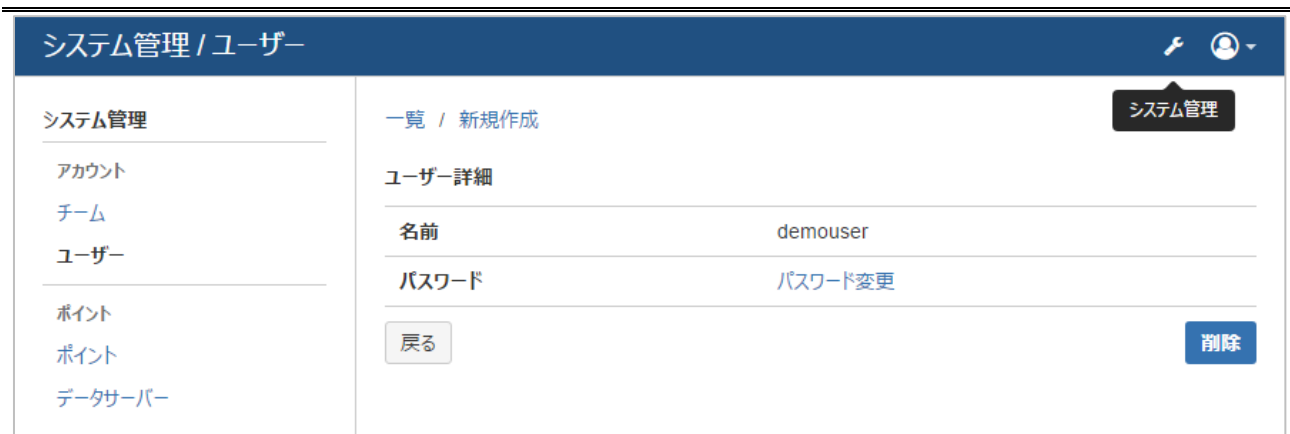 システム管理 / ユーザー
システム管理
システム管理
アカウント
チーム
ユーザー
ポイント
ポイント
データサーバー
一覧 / 新規作成
ユーザー詳細
名前 demouser
パスワード パスワード変更
戻る 削除